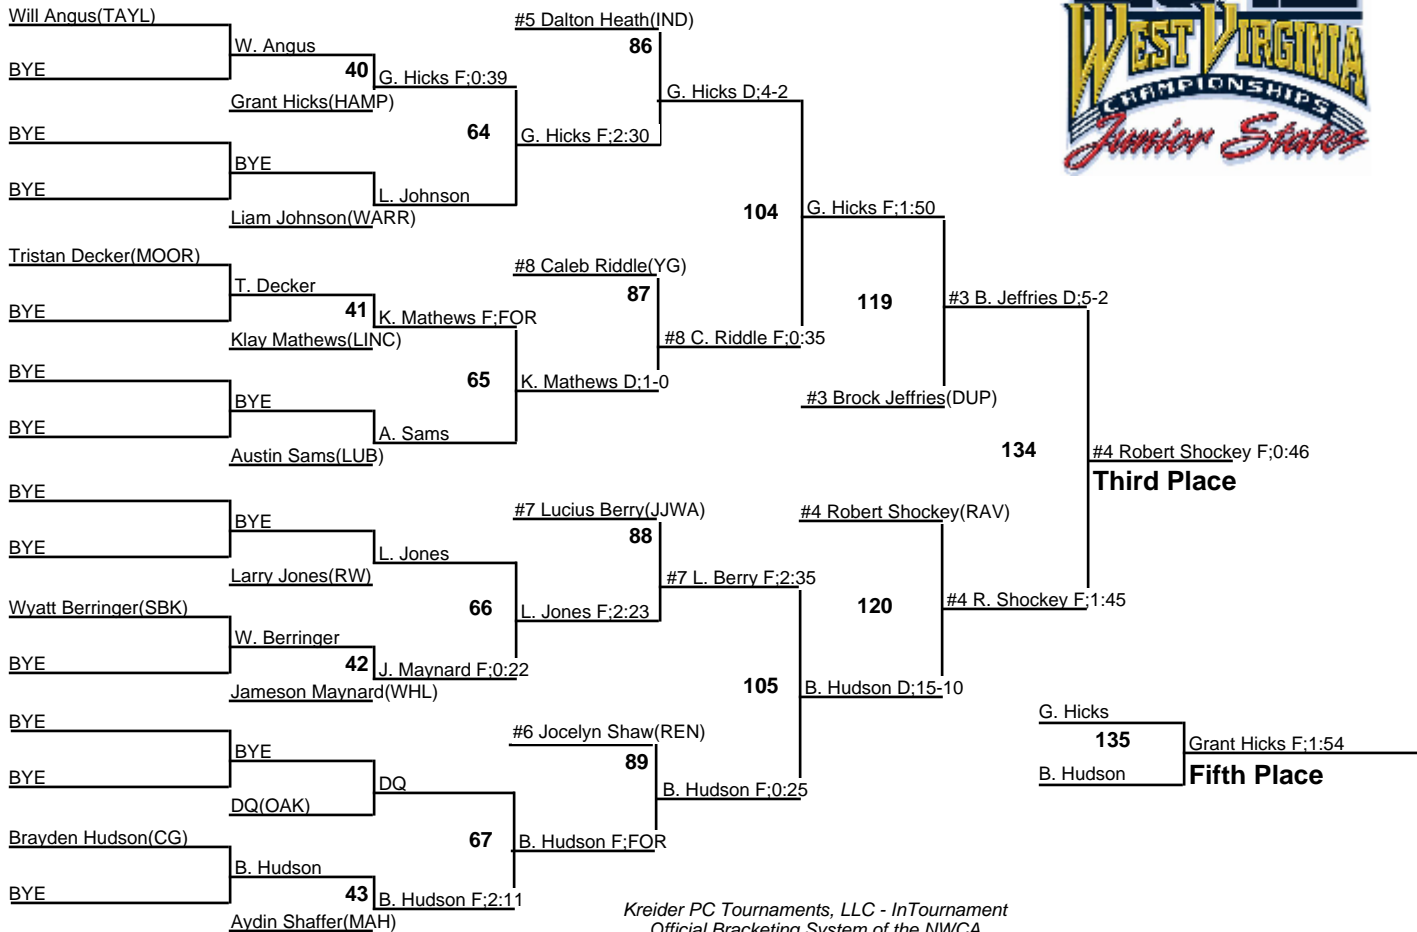 Will Angus(TAYL)
BYE
W. Angus
40
G. Hicks F;0:39
Grant Hicks(HAMP)
BYE
BYE
BYE
L. Johnson
Liam Johnson(WARR)
64
G. Hicks F;2:30
#5 Dalton Heath(IND)
86
G. Hicks D;4-2
Tristan Decker(MOOR)
BYE
T. Decker
41
K. Mathews F;FOR
Klay Mathews(LINC)
BYE
BYE
BYE
A. Sams
Austin Sams(LUB)
65
K. Mathews D;1-0
#8 Caleb Riddle(YG)
87
#8 C. Riddle F;0:35
104
G. Hicks F;1:50
119
#3 B. Jeffries D;5-2
#3 Brock Jeffries(DUP)
BYE
BYE
BYE
L. Jones
Larry Jones(RW)
Wyatt Berringer(SBK)
BYE
W. Berringer
42
J. Maynard F;0:22
Jameson Maynard(WHL)
66
L. Jones F;2:23
#7 Lucius Berry(JJWA)
88
#7 L. Berry F;2:35
BYE
BYE
BYE
DQ
DQ(OAK)
Brayden Hudson(CG)
BYE
B. Hudson
43
B. Hudson F;2:11
Aydin Shaffer(MAH)
67
B. Hudson F;FOR
#6 Jocelyn Shaw(REN)
89
B. Hudson F;0:25
105
B. Hudson D;15-10
#4 Robert Shockey(RAV)
120
#4 R. Shockey F;1:45
134
#4 Robert Shockey F;0:46
Third Place
G. Hicks
135
B. Hudson
Grant Hicks F;1:54
Fifth Place
WEST VIRGINIA
CHAMPIONSHIPS
Junior States
Kreider PC Tournaments, LLC - InTournament
Official Bracketing System of the NWCA